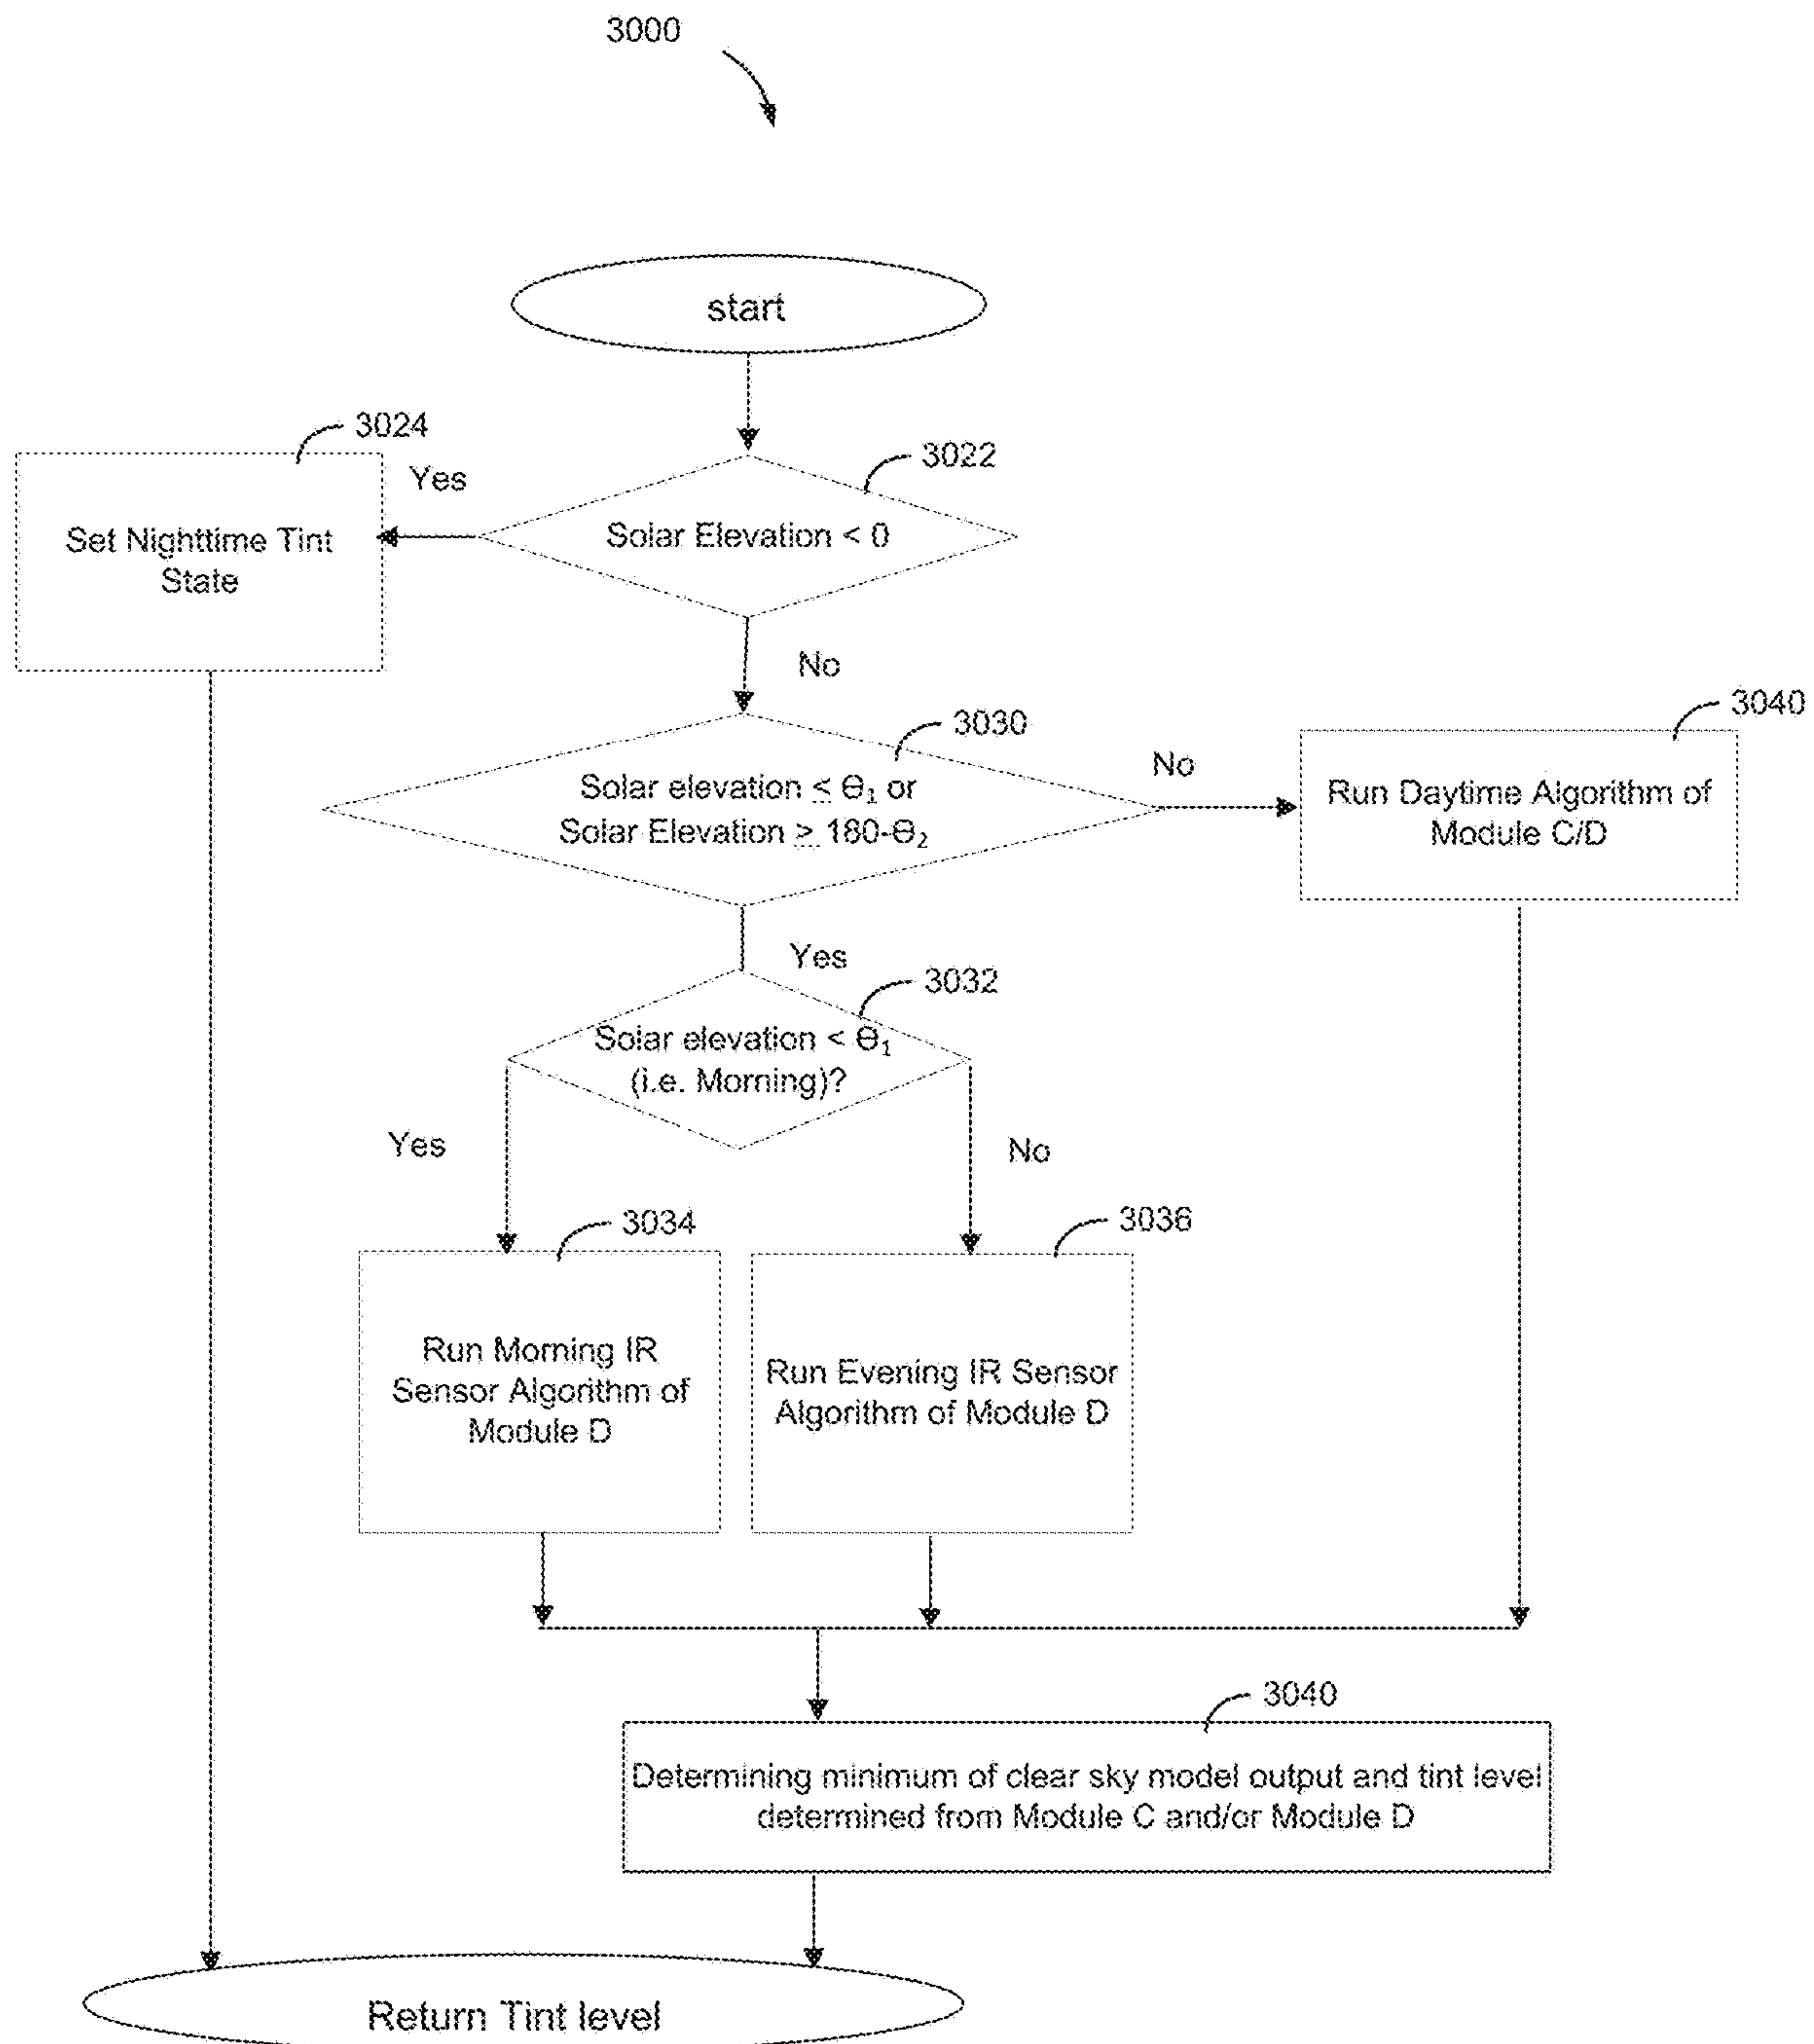 3000
start
3024
3022
Yes
Set Nighttime Tint
State
Solar Elevation < 0
No
3030
3040
Solar elevation ≤ Θ₁ or
Solar Elevation ≥ 180-Θ₂
No
Run Daytime Algorithm of
Module C/D
Yes
3032
Solar elevation < Θ₁
(i.e. Morning)?
Yes
No
3034
3036
Run Morning IR
Sensor Algorithm of
Module D
Run Evening IR Sensor
Algorithm of Module D
3040
Determining minimum of clear sky model output and tint level
determined from Module C and/or Module D
Return Tint level